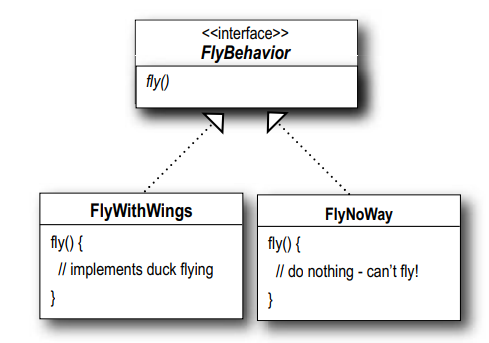 <<interface>>
FlyBehavior
fly()
FlyWithWings
fly() {
// implements duck flying
}
FlyNoWay
fly() {
// do nothing - can't fly!
}